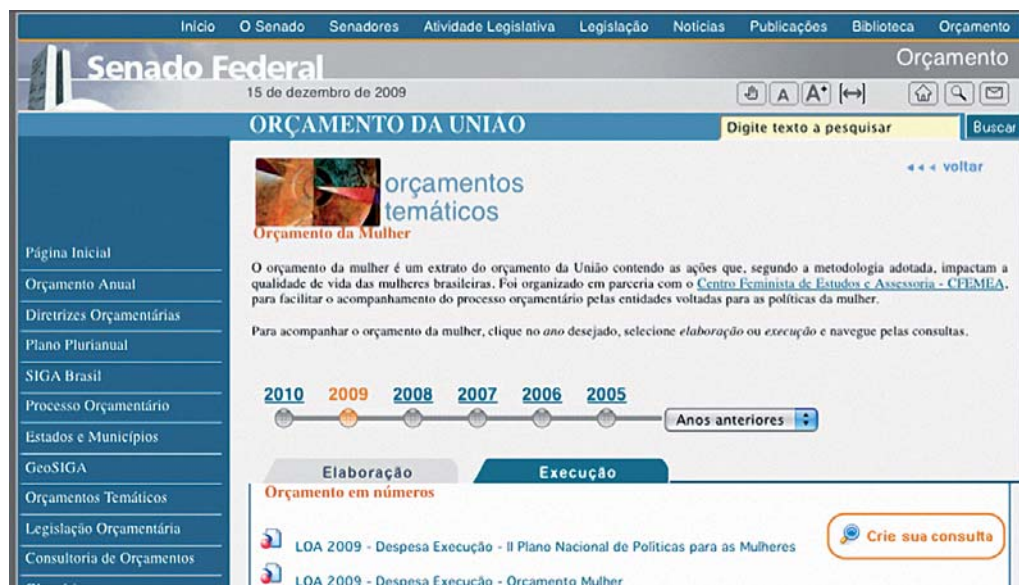 Início O Senado Senadores Atividade Legislativa Legislação Notícias Publicações Biblioteca Orçamento
Senado Federal
Orçamento
15 de dezembro de 2009
A A+
ORÇAMENTO DA UNIÃO
Digite texto a pesquisar
Buscar
voltar
orçamentos
temáticos
Orçamento da Mulher
O orçamento da mulher é um extrato do orçamento da União contendo as ações que, segundo a metodologia adotada, impactam a
qualidade de vida das mulheres brasileiras. Foi organizado em parceria com o Centro Feminista de Estudos e Assessoria - CFEMEA,
para facilitar o acompanhamento do processo orçamentário pelas entidades voltadas para as políticas da mulher.
Para acompanhar o orçamento da mulher, clique no ano desejado, selecione elaboração ou execução e navegue pelas consultas.
Página Inicial
Orçamento Anual
Diretrizes Orçamentárias
Plano Plurianual
SIGA Brasil
Processo Orçamentário
Estados e Municípios
GeoSIGA
Orçamentos Temáticos
Legislação Orçamentária
Consultoria de Orçamentos
2010 2009 2008 2007 2006 2005
Anos anteriores
Elaboração
Execução
Orçamento em números
LOA 2009 - Despesa Execução - II Plano Nacional de Políticas para as Mulheres
Crie sua consulta
LOA 2009 - Despesa Execução - Orçamento Mulher